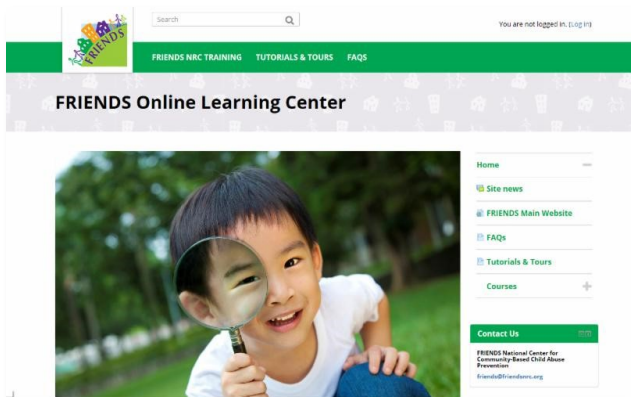 Search
You are not logged in. (Log in)
FRIENDS
FRIENDS NRC TRAINING TUTORIALS & TOURS FAQS
FRIENDS Online Learning Center
Home
Site news
FRIENDS Main Website
FAQs
Tutorials & Tours
Courses
Contact Us
FRIENDS National Center for
Community-Based Child Abuse
Prevention
friends@friendsnrc.org